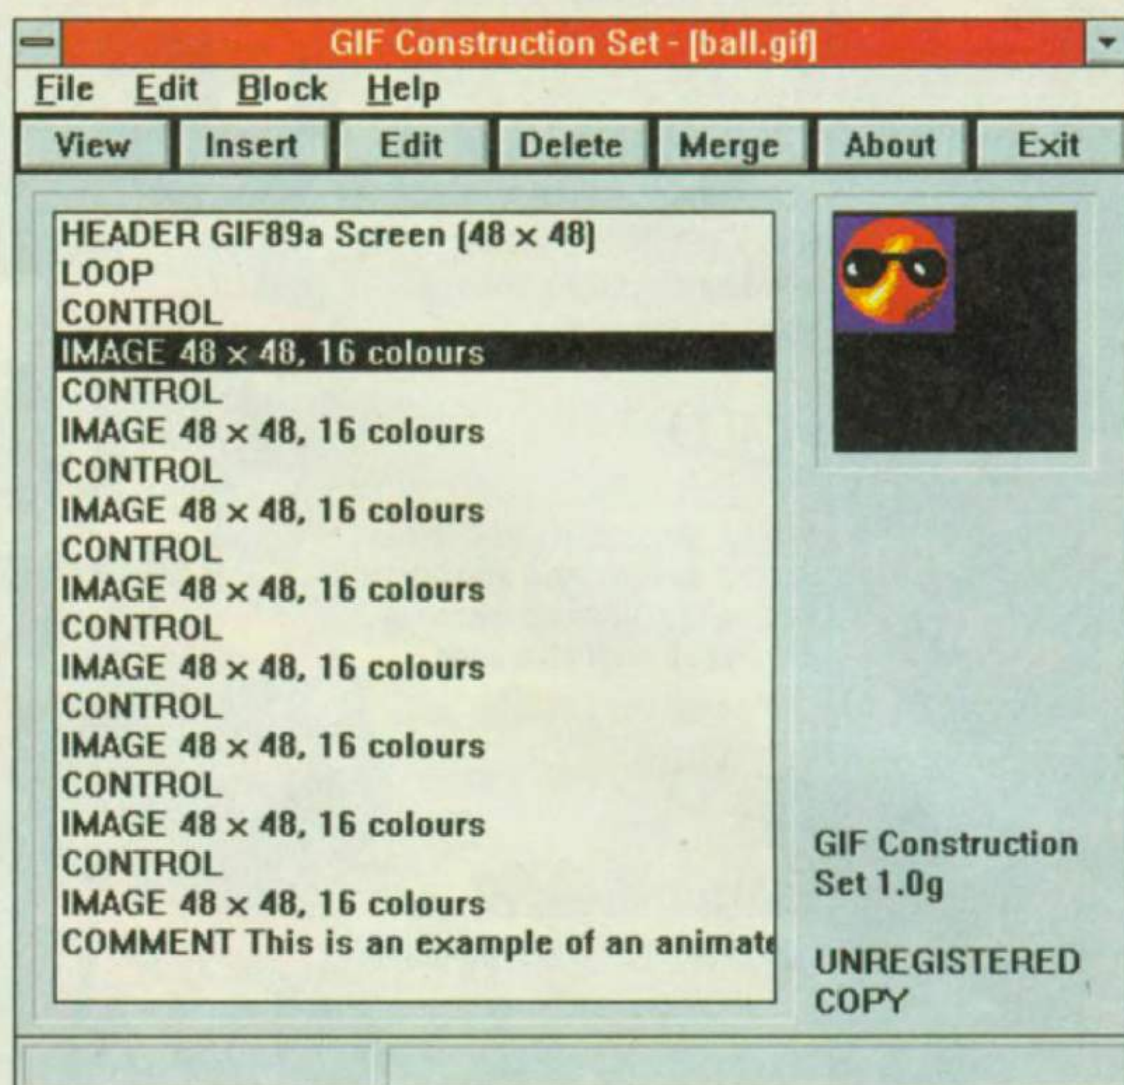 GIF Construction Set - [ball.gif]
File Edit Block Help
View Insert Edit Delete Merge About Exit
HEADER GIF89a Screen (48 x 48)
LOOP
CONTROL
IMAGE 48 x 48, 16 colours
CONTROL
IMAGE 48 x 48, 16 colours
CONTROL
IMAGE 48 x 48, 16 colours
CONTROL
IMAGE 48 x 48, 16 colours
CONTROL
IMAGE 48 x 48, 16 colours
CONTROL
IMAGE 48 x 48, 16 colours
CONTROL
IMAGE 48 x 48, 16 colours
CONTROL
IMAGE 48 x 48, 16 colours
COMMENT This is an example of an animate
GIF Construction
Set 1.0g
UNREGISTERED
COPY